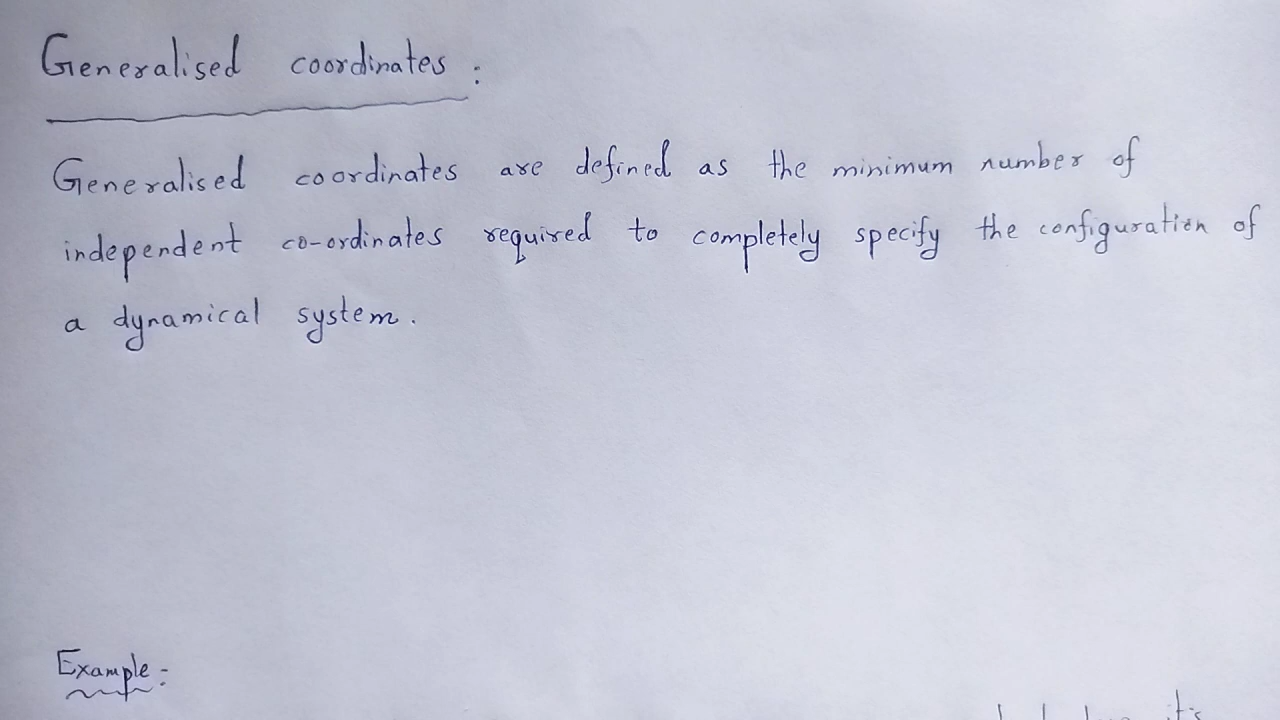 Generalised coordinates :
Generalised coordinates are defined as the minimum number of
independent co-ordinates required to completely specify the configuration of
a dynamical system.
Example :